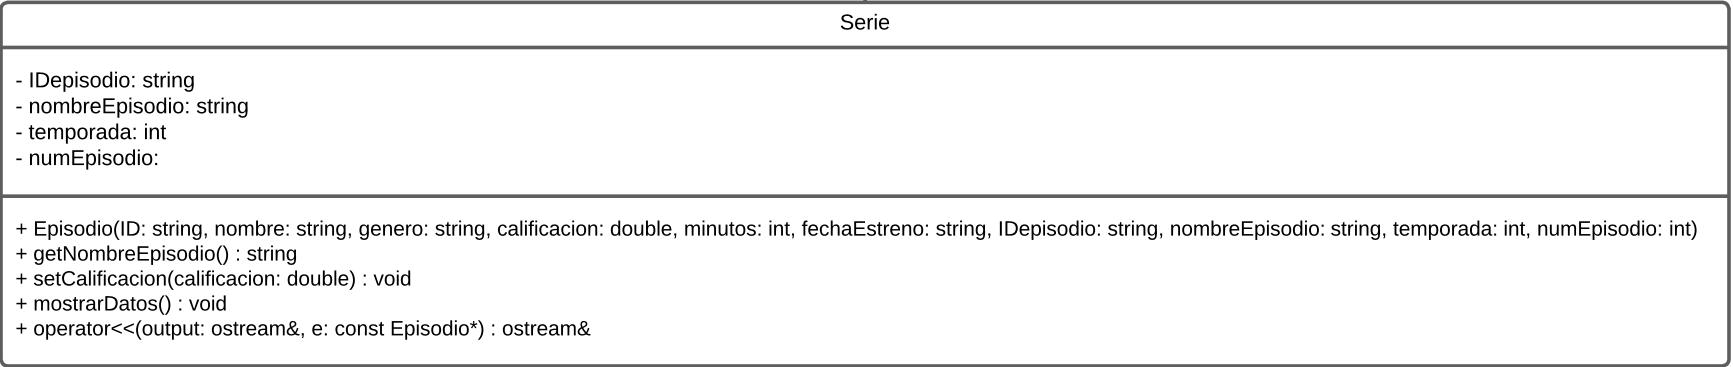 Serie
- IDepisodio: string
- nombreEpisodio: string
- temporada: int
- numEpisodio:
+ Episodio(ID: string, nombre: string, genero: string, calificacion: double, minutos: int, fechaEstreno: string, IDepisodio: string, nombreEpisodio: string, temporada: int, numEpisodio: int)
+ getNombreEpisodio() : string
+ setCalificacion(calificacion: double) : void
+ mostrarDatos() : void
+ operator<<(output: ostream&, e: const Episodio*) : ostream&